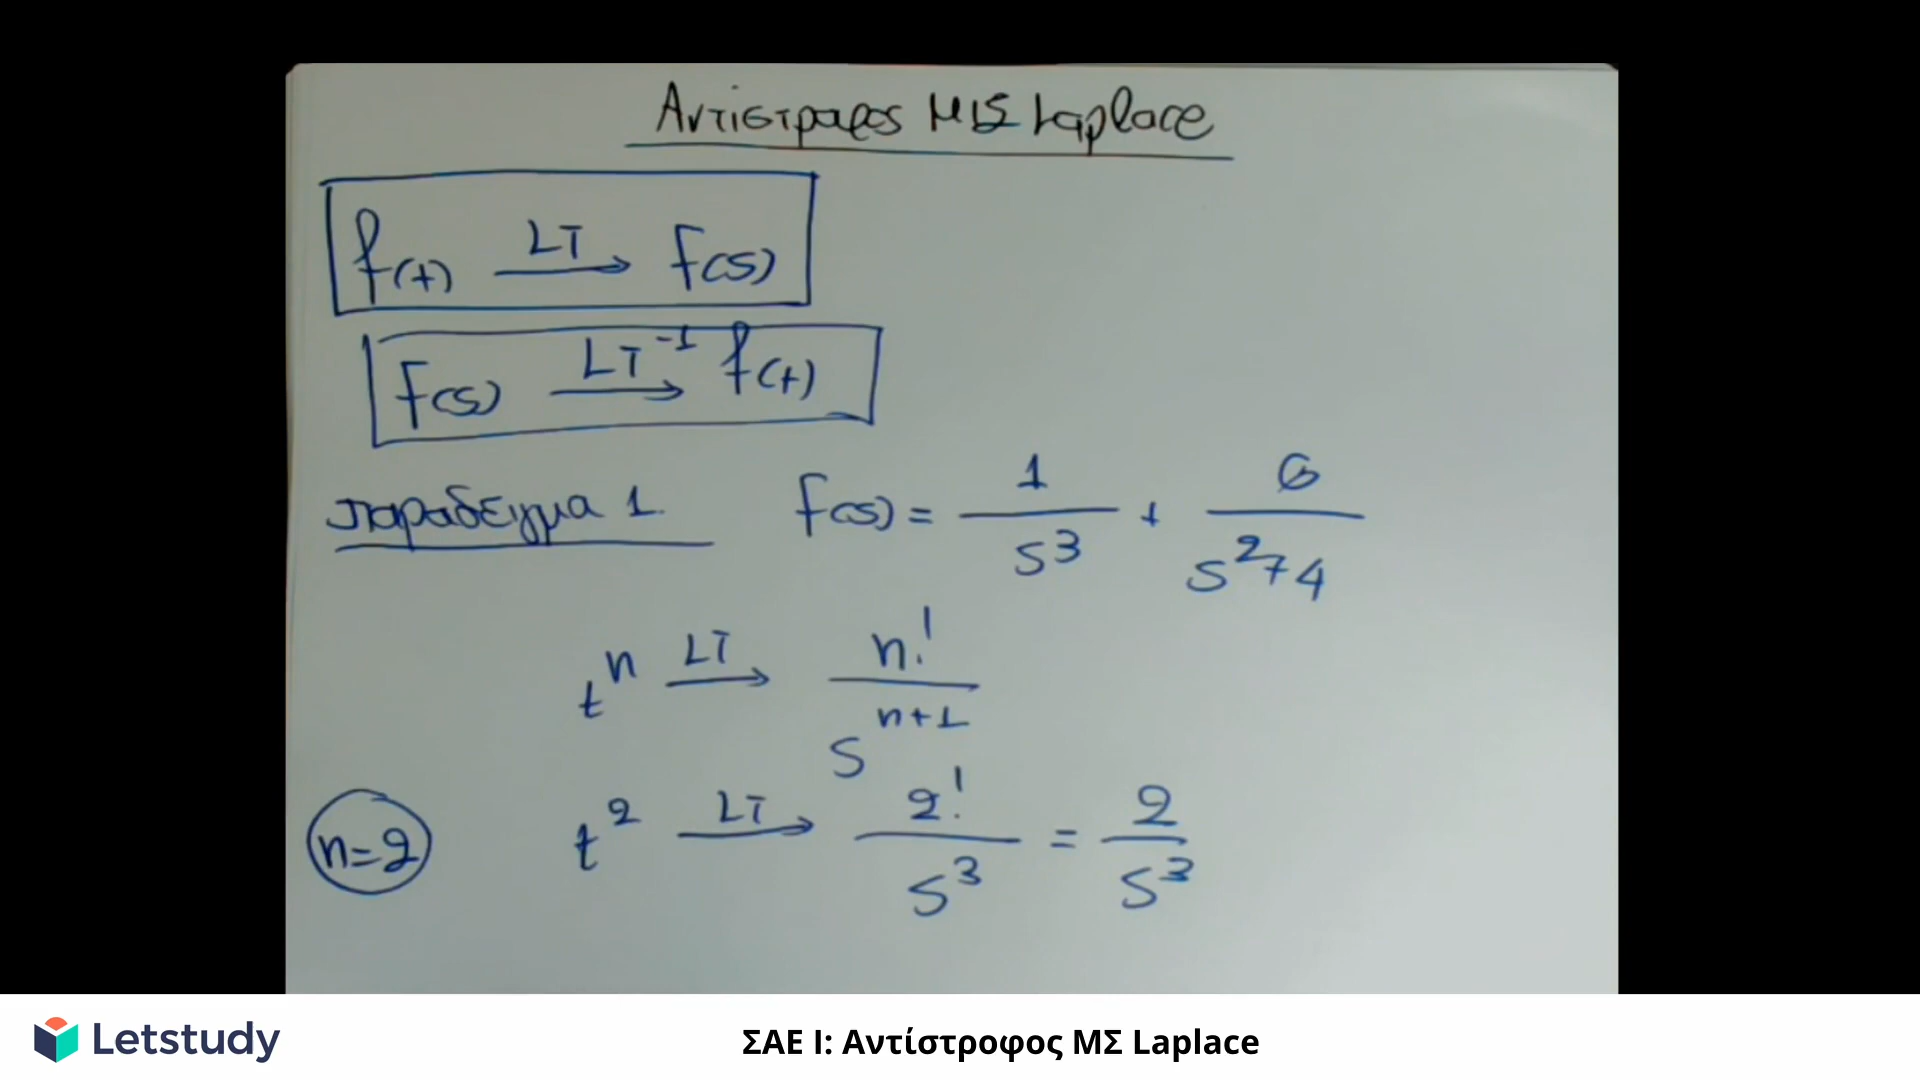 Αντίστροφος ΜΣ Laplace
f(t) LT→ F(s)
F(s) LT⁻¹→ f(t)
παράδειγμα 1. F(s) = 1/s³ + 6/s²+4
tⁿ LT→ n!/sⁿ⁺¹
n=2 t² LT→ 2!/s³ = 2/s³
Letstudy
ΣΑΕ Ι: Αντίστροφος ΜΣ Laplace